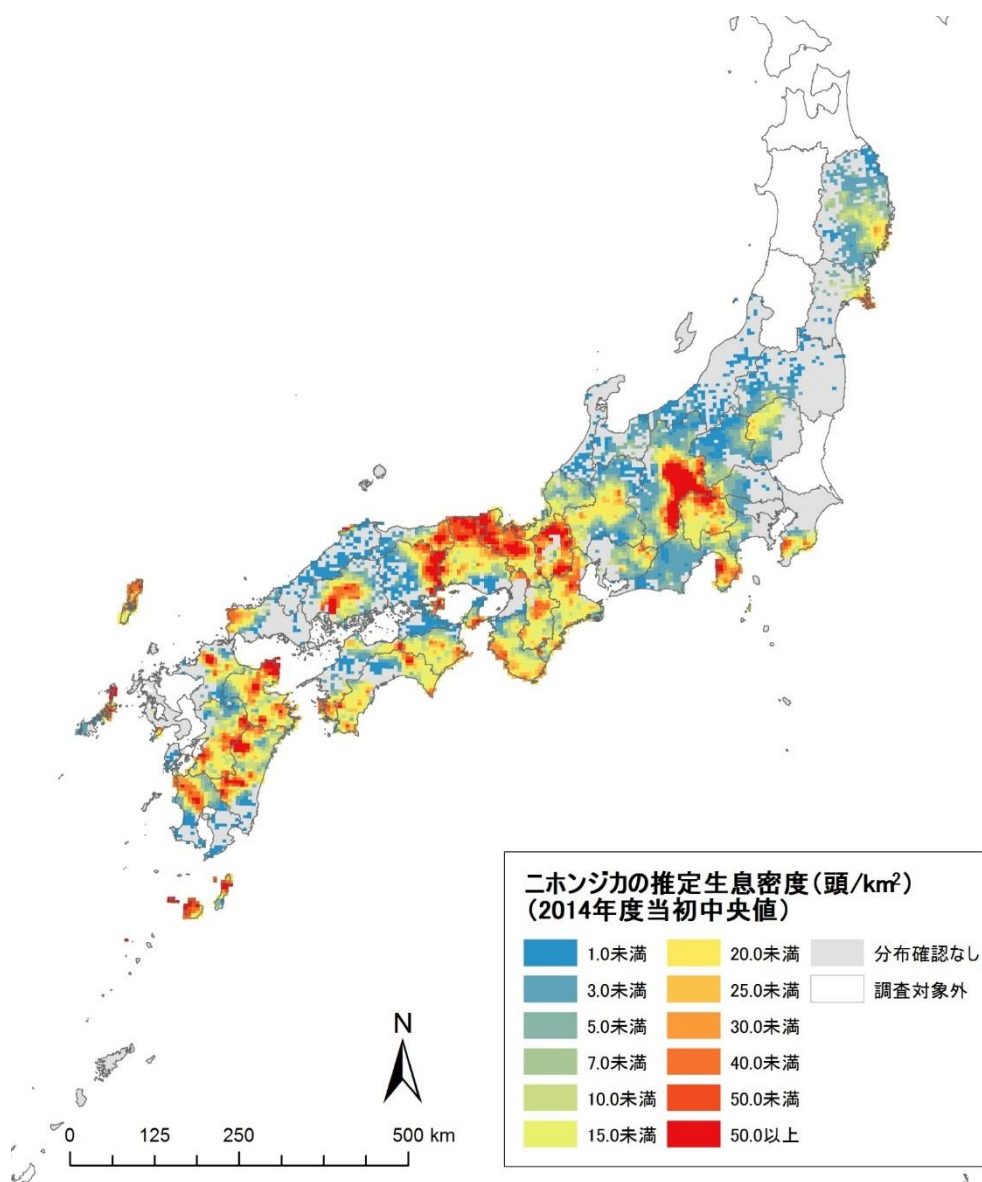 ニホンジカの推定生息密度(頭/km²)
(2014年度当初中央値)
1.0未満
3.0未満
5.0未満
7.0未満
10.0未満
15.0未満
20.0未満
25.0未満
30.0未満
40.0未満
50.0未満
50.0以上
分布確認なし
調査対象外
N
0 125 250 500 km